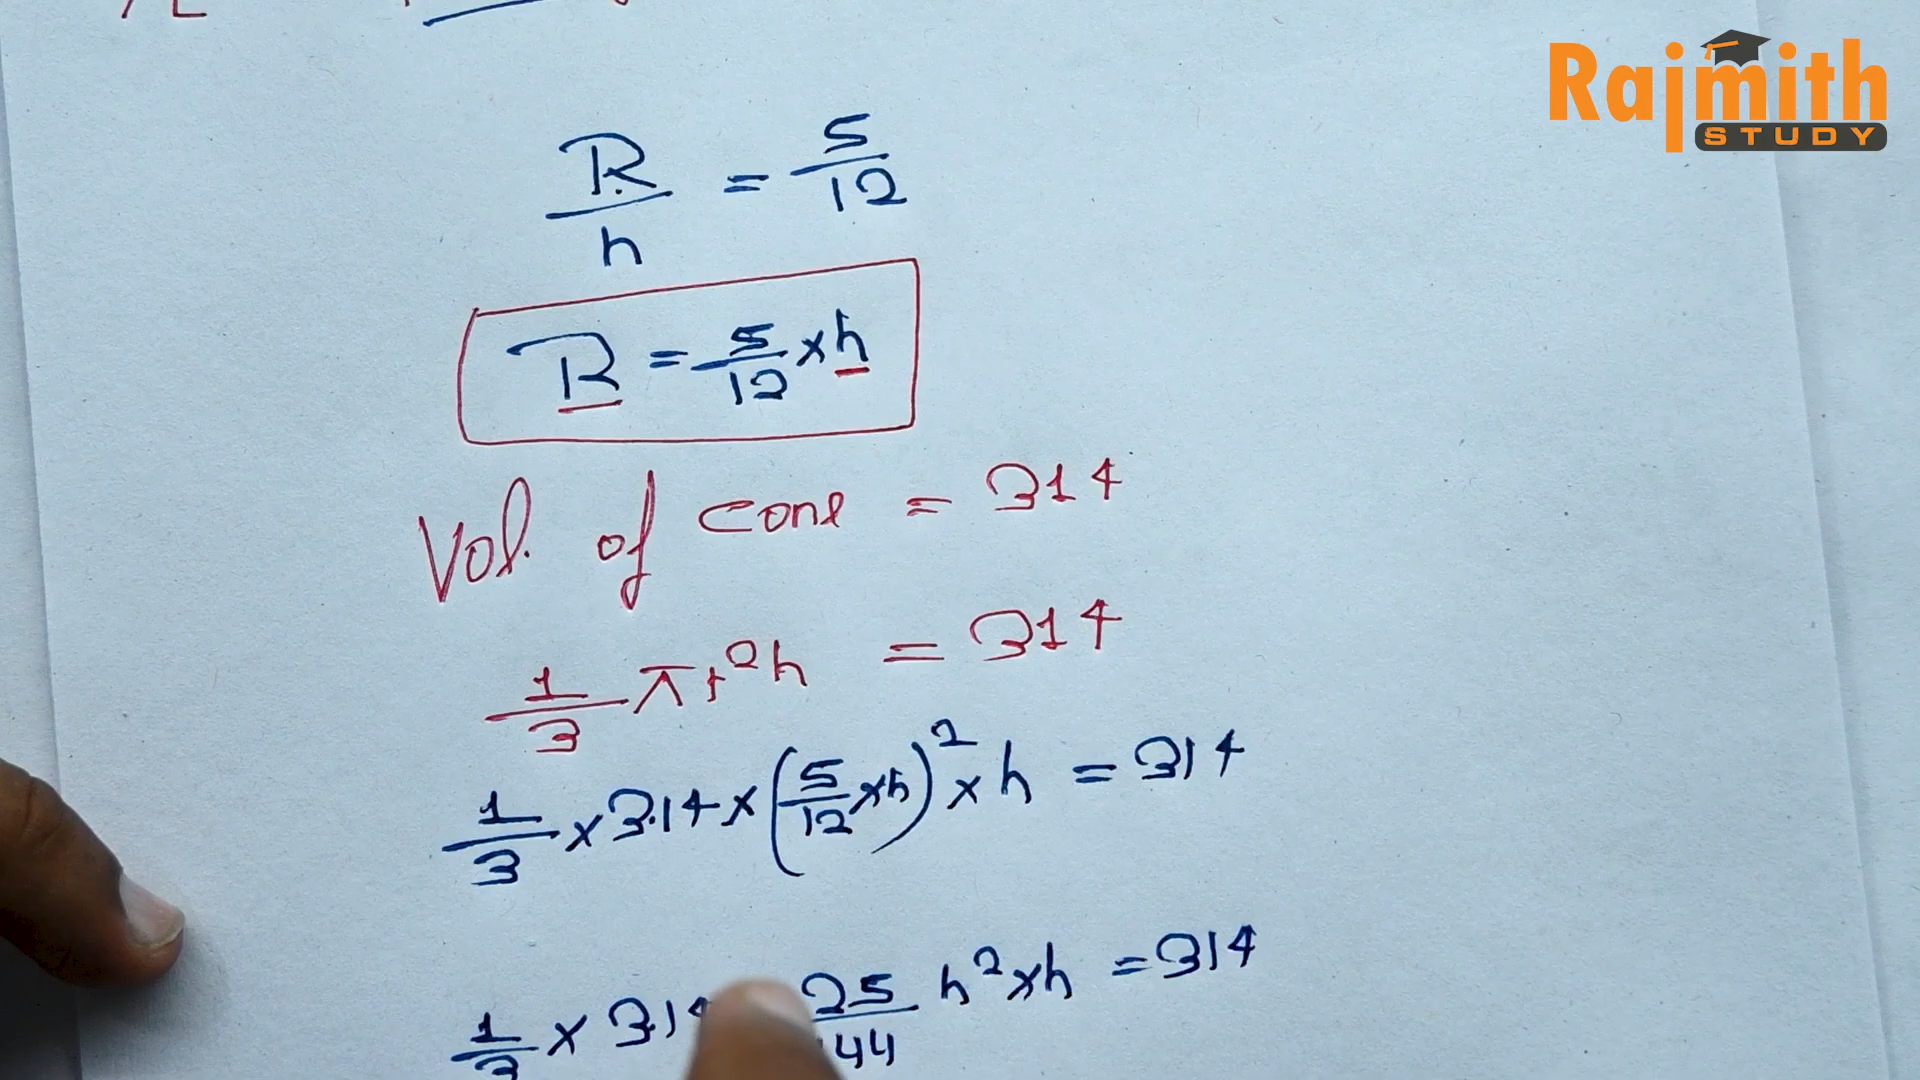 Rajmith
STUDY
R/h = 5/12
R = 5/12 × h
Vol. of cone = 314
1/3 πr²h = 314
1/3 × 3.14 × (5/12 × h)² × h = 314
1/3 × 3.14 25/144 h² × h = 314